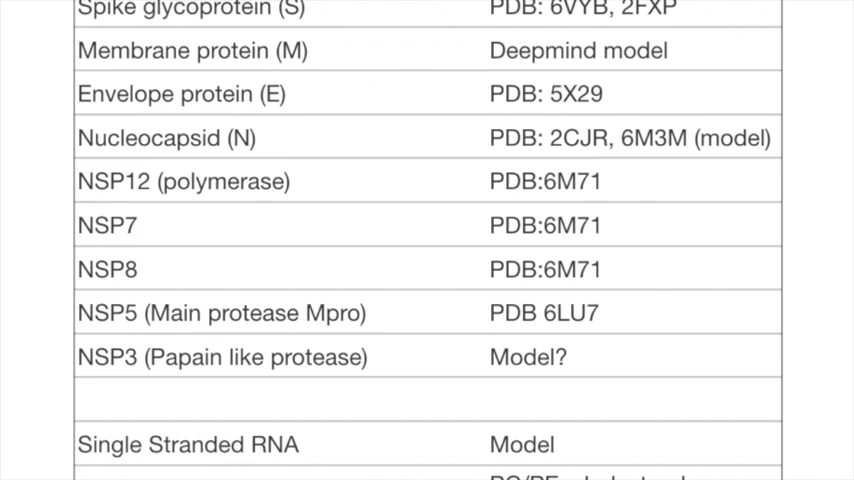 Spike glycoprotein (S) PDB: 6VYB, 2FXP
Membrane protein (M) Deepmind model
Envelope protein (E) PDB: 5X29
Nucleocapsid (N) PDB: 2CJR, 6M3M (model)
NSP12 (polymerase) PDB:6M71
NSP7 PDB:6M71
NSP8 PDB:6M71
NSP5 (Main protease Mpro) PDB 6LU7
NSP3 (Papain like protease) Model?
Single Stranded RNA Model